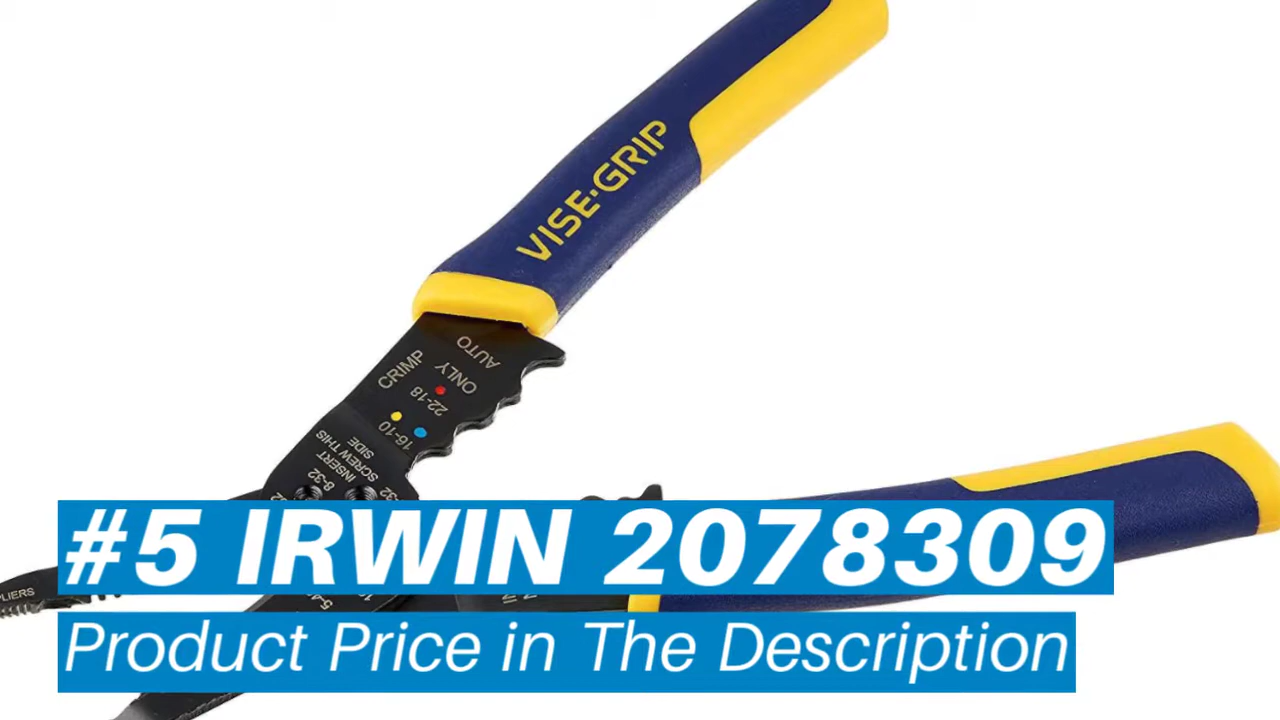 VISE·GRIP
AUTO
CRIMP ONLY
22-18
16-10
INSERT
SCREW THIS
SIDE
8-32
#5 IRWIN 2078309
PLIERS
Product Price in The Description